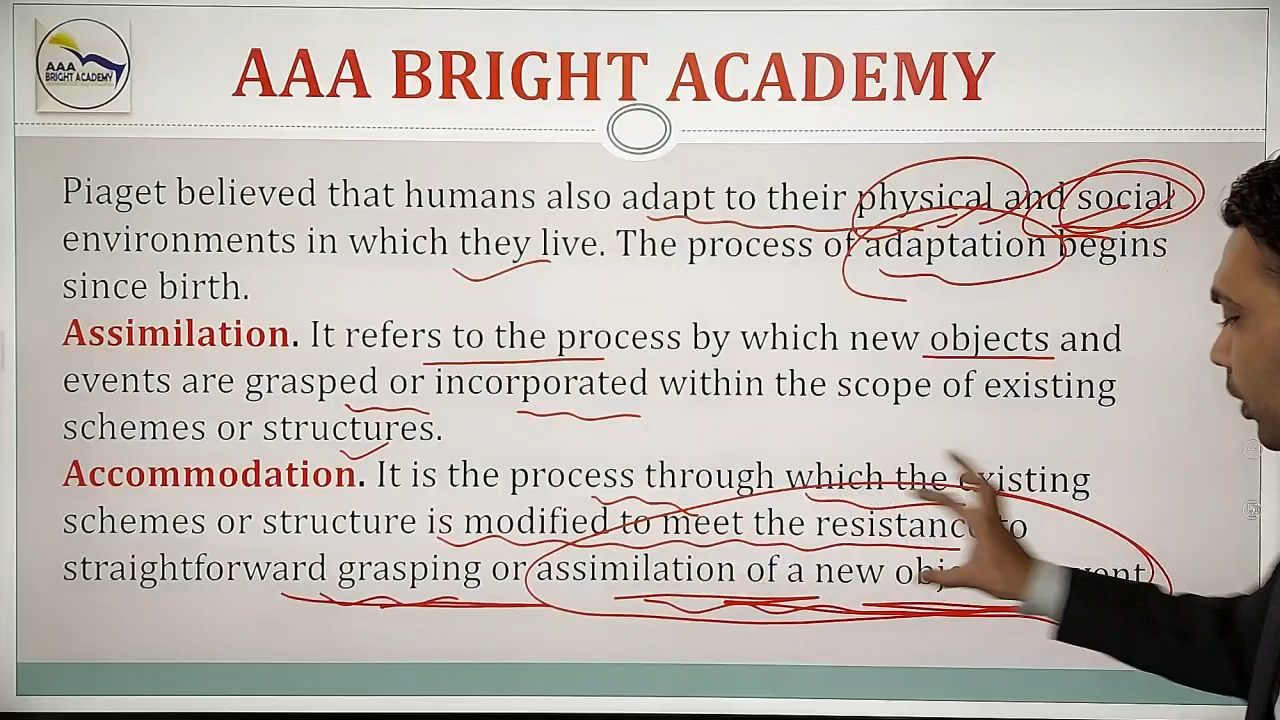 AAA
BRIGHT ACADEMY
AAA BRIGHT ACADEMY
Piaget believed that humans also adapt to their physical and social
environments in which they live. The process of adaptation begins
since birth.
Assimilation. It refers to the process by which new objects and
events are grasped or incorporated within the scope of existing
schemes or structures.
Accommodation. It is the process through which the existing
schemes or structure is modified to meet the resistance to
straightforward grasping or assimilation of a new